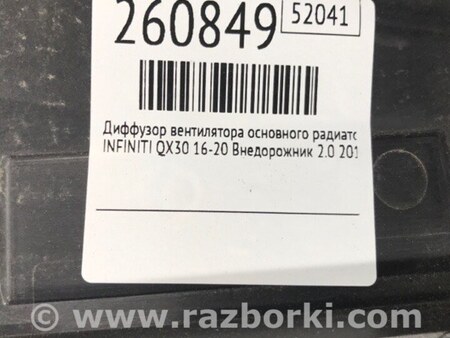 260849
52041
Диффузор вентилятора основного радиатс
INFINITI QX30 16-20 Внедорожник 2.0 201
www.razborki.com